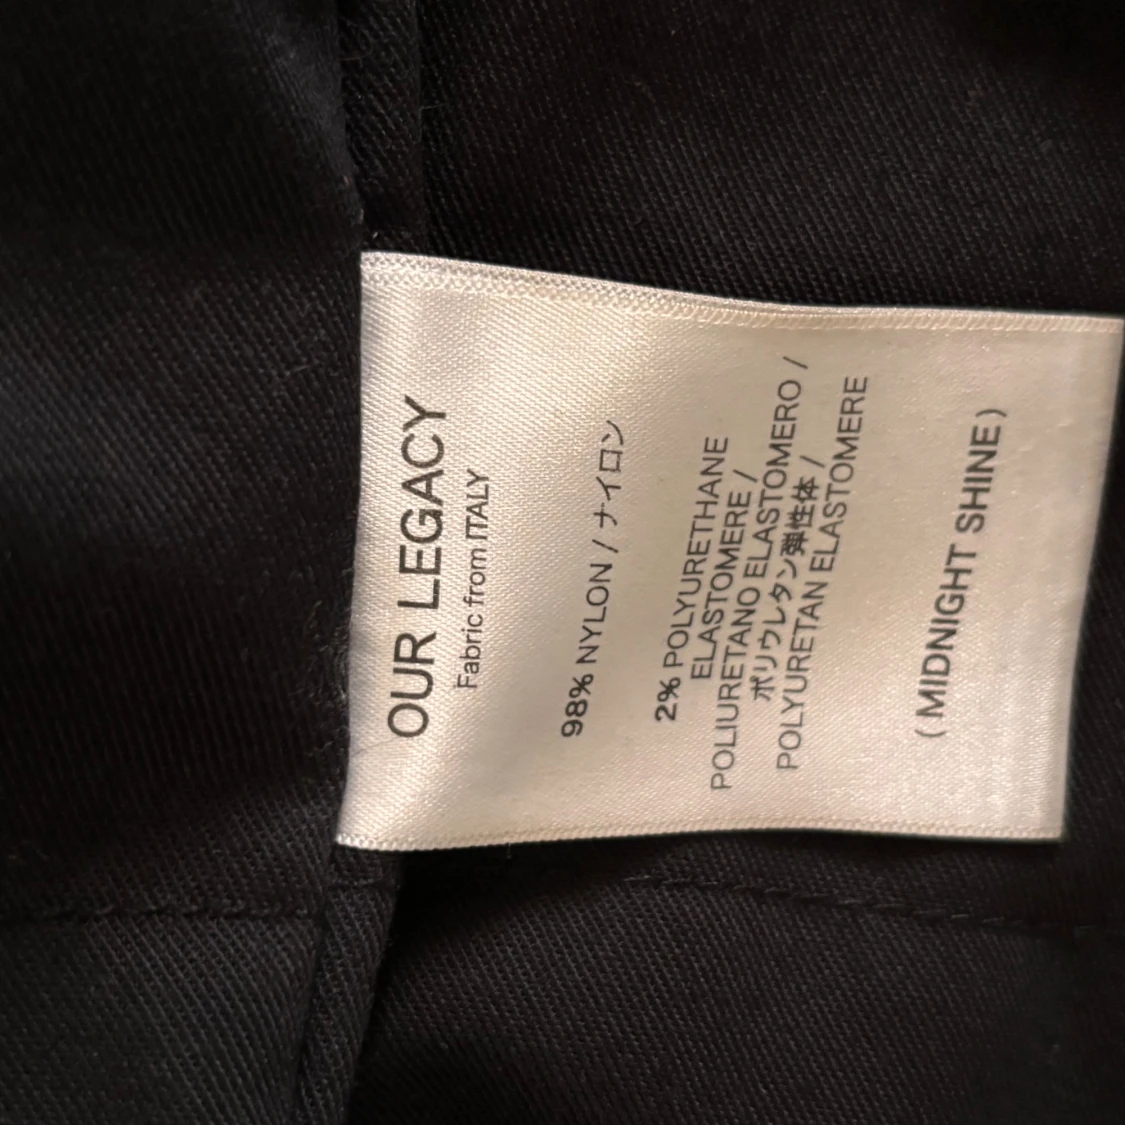 OUR LEGACY
Fabric from ITALY
98% NYLON / ナイロン
2% POLYURETHANE
ELASTOMERE /
POLIURETANO ELASTOMERO /
ポリウレタン弾性体 /
POLYURETAN ELASTOMERE
( MIDNIGHT SHINE )